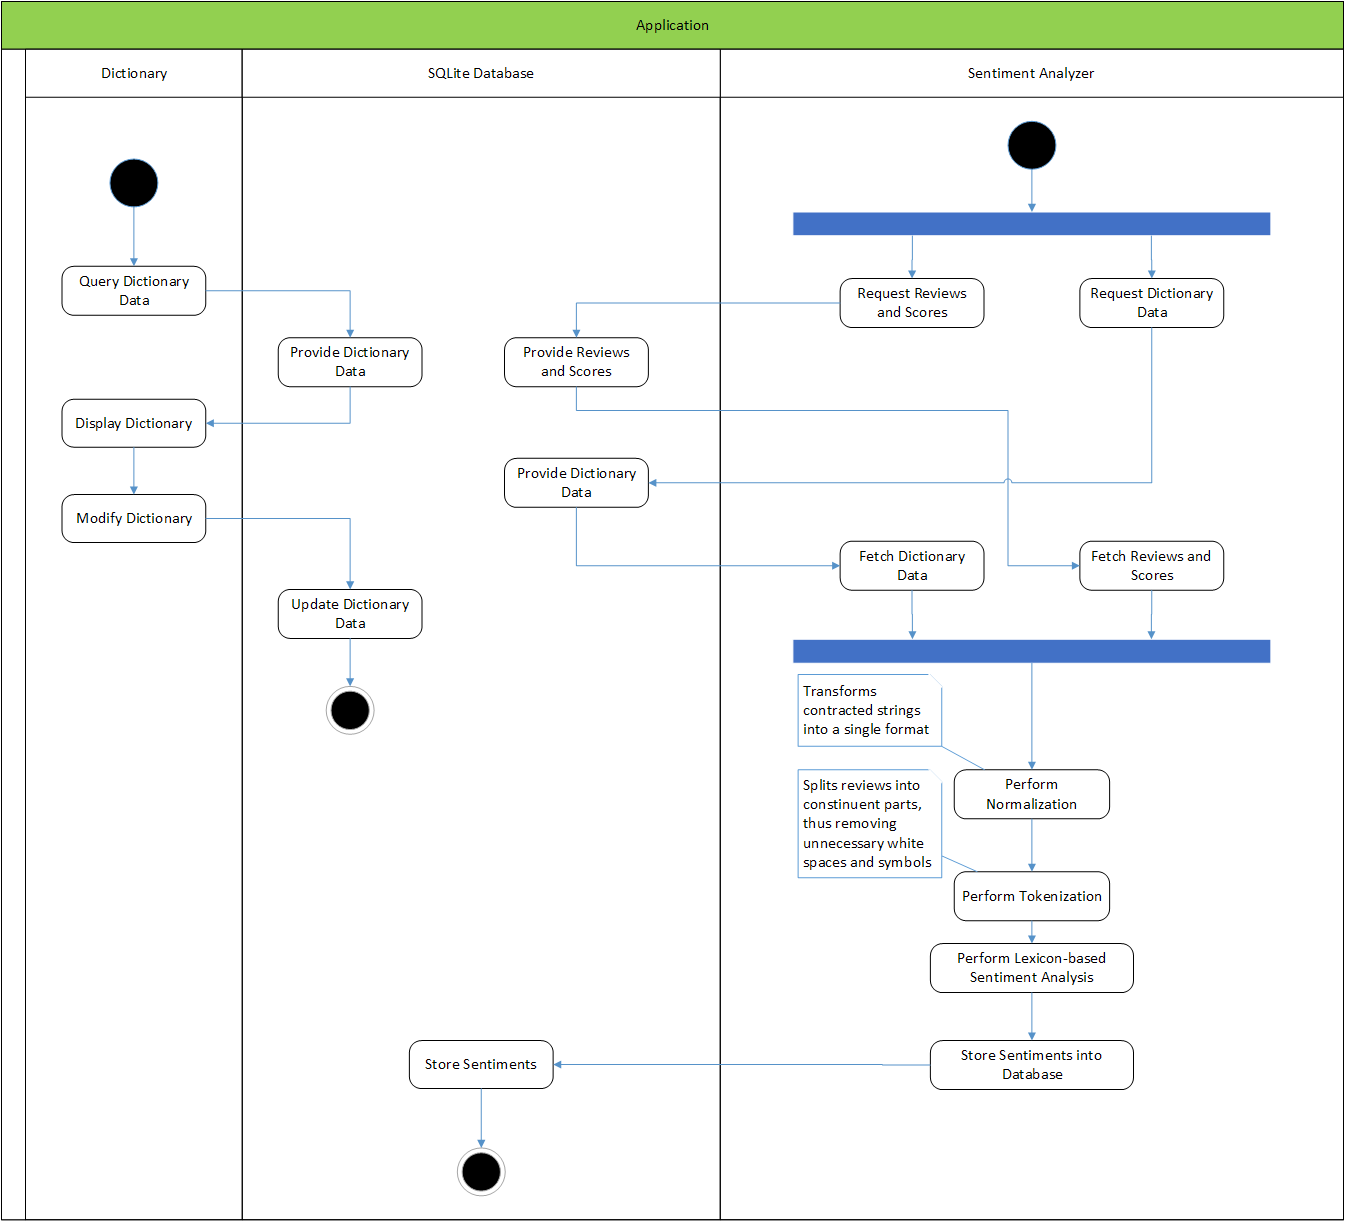 Application
Dictionary
SQLite Database
Sentiment Analyzer
Query Dictionary
Data
Request Reviews
and Scores
Request Dictionary
Data
Provide Dictionary
Data
Provide Reviews
and Scores
Display Dictionary
Provide Dictionary
Data
Modify Dictionary
Fetch Dictionary
Data
Fetch Reviews and
Scores
Update Dictionary
Data
Transforms
contracted strings
into a single format
Perform
Normalization
Splits reviews into
constinuent parts,
thus removing
unnecessary white
spaces and symbols
Perform Tokenization
Perform Lexicon-based
Sentiment Analysis
Store Sentiments
Store Sentiments into
Database